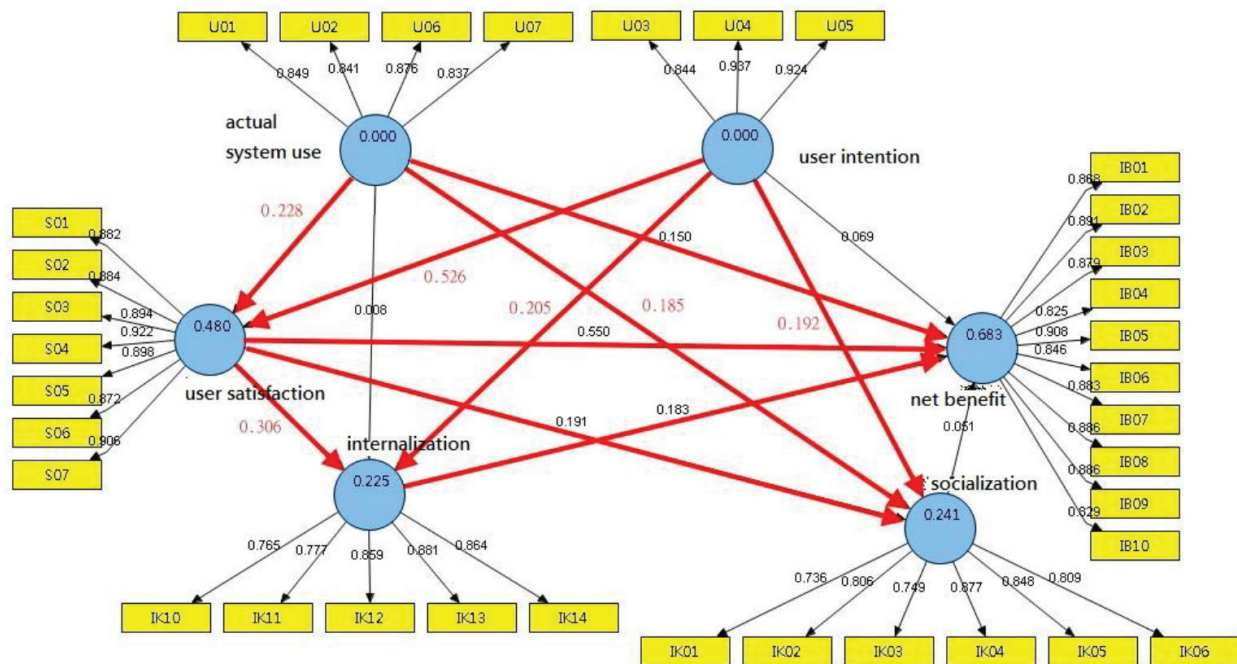 U01
U02
U06
U07
U03
U04
U05
0.849
0.841
0.876
0.837
0.844
0.937
0.924
actual
system use
0.000
0.000
user intention
IB01
IB02
IB03
IB04
IB05
IB06
IB07
IB08
IB09
IB10
0.868
0.891
0.879
0.825
0.908
0.846
0.883
0.886
0.886
0.829
S01
S02
S03
S04
S05
S06
S07
0.882
0.884
0.894
0.922
0.898
0.872
0.906
0.228
0.150
0.069
0.526
0.205
0.185
0.192
0.008
0.480
0.550
0.683
user satisfaction
net benefit
0.306
0.191
0.183
0.051
internalization
socialization
0.225
0.241
0.765
0.777
0.859
0.881
0.864
IK10
IK11
IK12
IK13
IK14
0.736
0.806
0.749
0.877
0.848
0.809
IK01
IK02
IK03
IK04
IK05
IK06